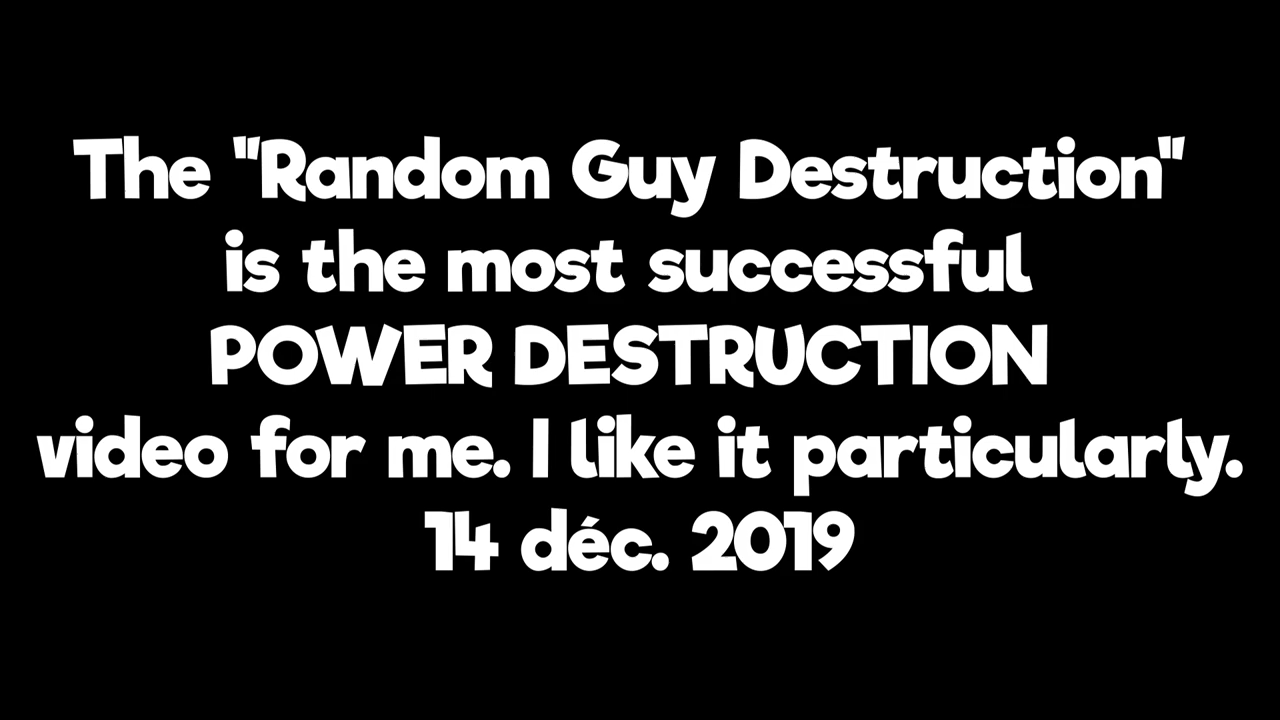 The "Random Guy Destruction"
is the most successful
POWER DESTRUCTION
video for me. I like it particularly.
14 déc. 2019